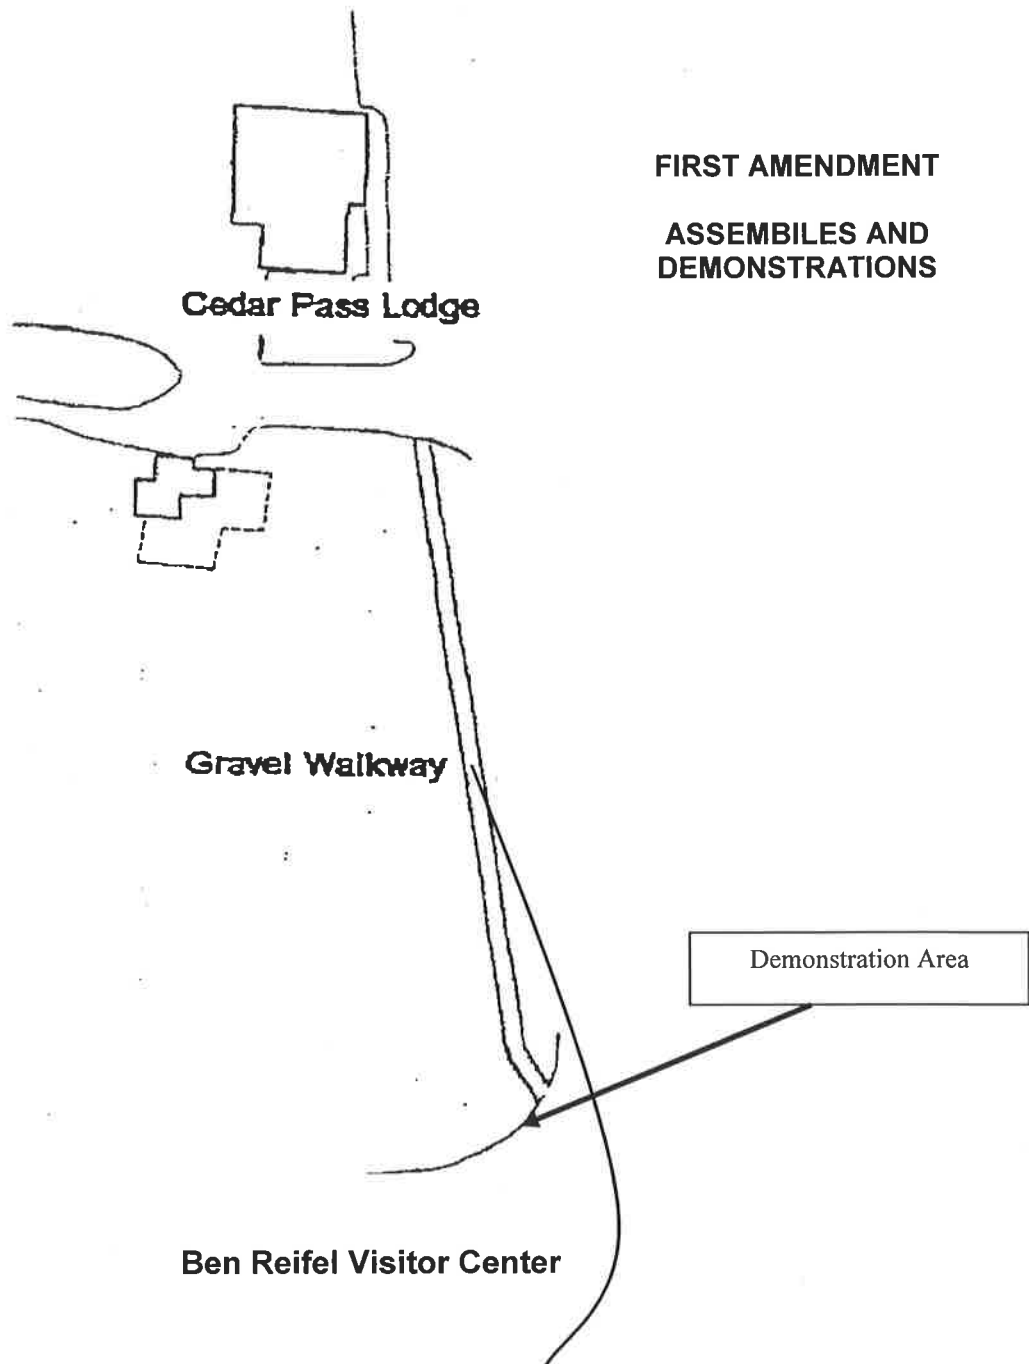 FIRST AMENDMENT
ASSEMBILES AND
DEMONSTRATIONS
Cedar Pass Lodge
Gravel Walkway
Demonstration Area
Ben Reifel Visitor Center